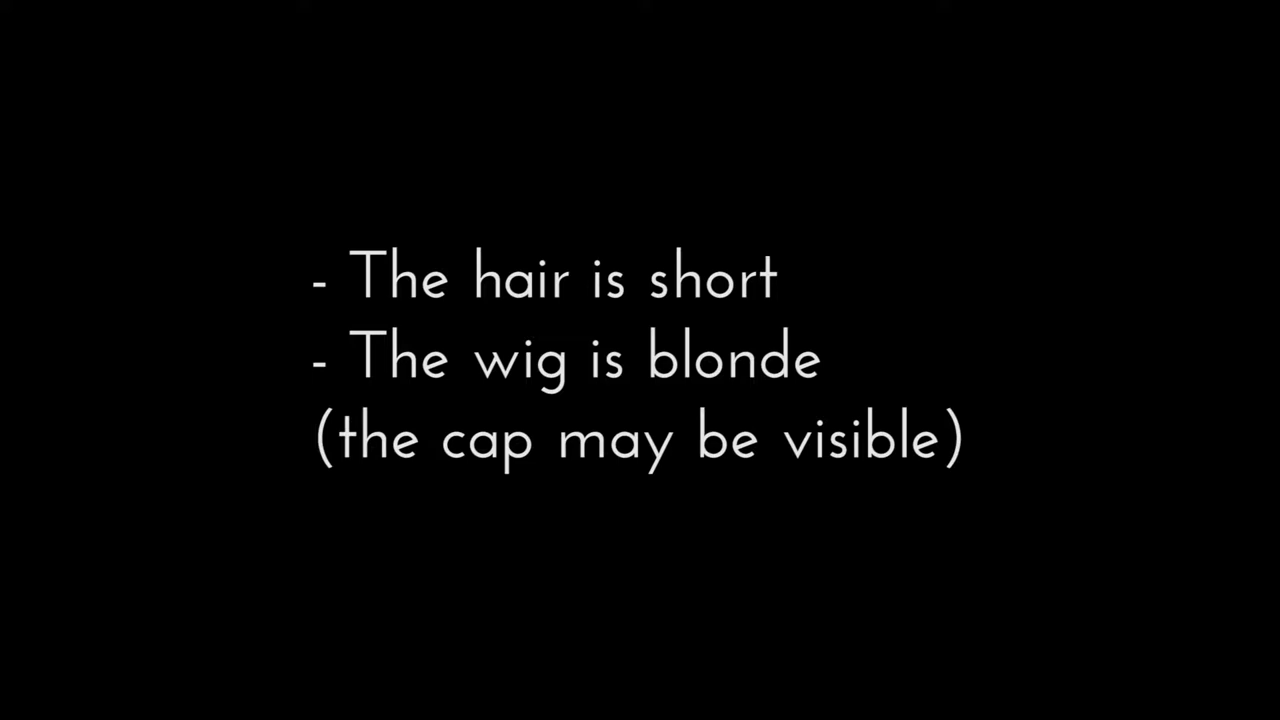 - The hair is short
- The wig is blonde
(the cap may be visible)